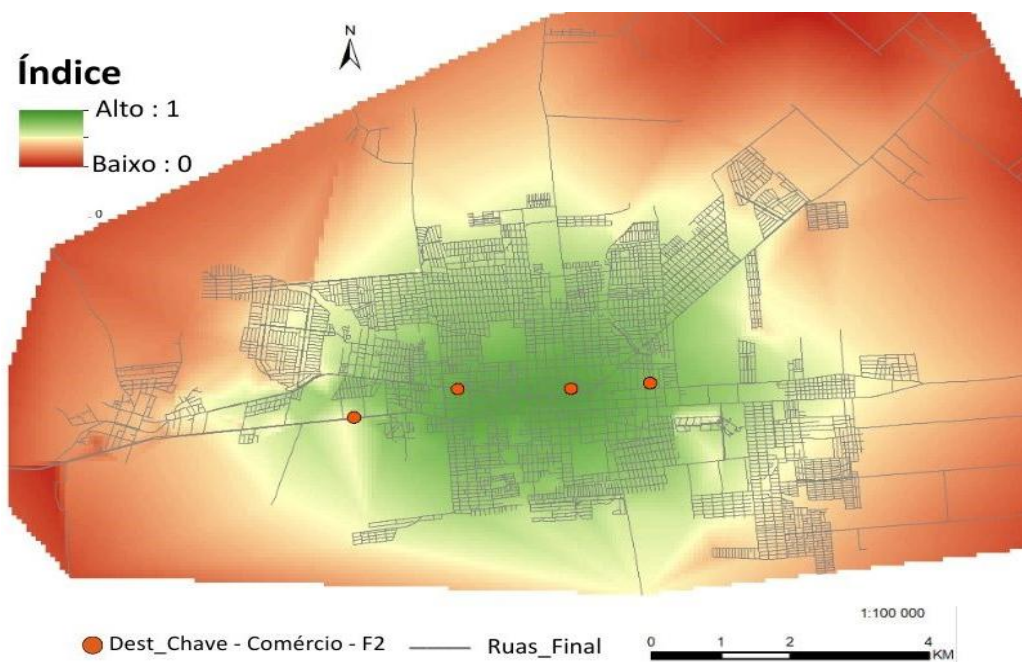 N
Índice
Alto : 1
Baixo : 0
0
1:100 000
Dest_Chave - Comércio - F2
Ruas_Final
0 1 2 4
KM